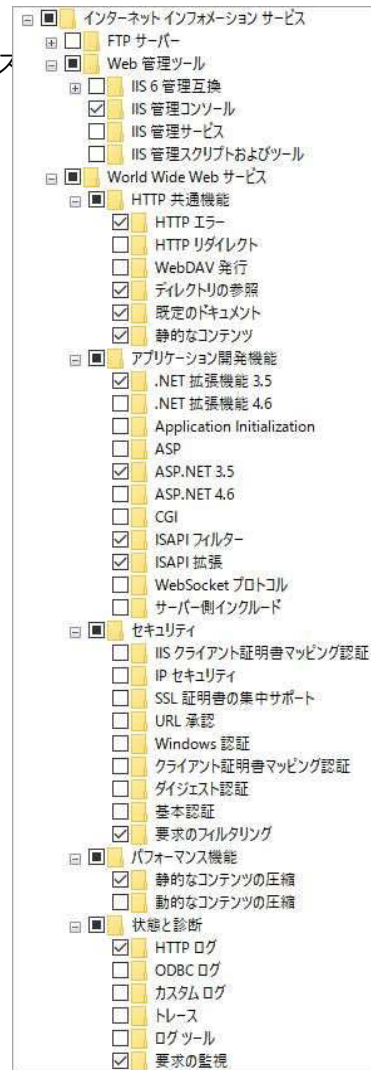 インターネット インフォメーション サービス
FTP サーバー
Web 管理ツール
IIS 6 管理互換
IIS 管理コンソール
IIS 管理サービス
IIS 管理スクリプトおよびツール
World Wide Web サービス
HTTP 共通機能
HTTP エラー
HTTP リダイレクト
WebDAV 発行
ディレクトリの参照
既定のドキュメント
静的なコンテンツ
アプリケーション開発機能
.NET 拡張機能 3.5
.NET 拡張機能 4.6
Application Initialization
ASP
ASP.NET 3.5
ASP.NET 4.6
CGI
ISAPI フィルター
ISAPI 拡張
WebSocket プロトコル
サーバー側インクルード
セキュリティ
IIS クライアント証明書マッピング認証
IP セキュリティ
SSL 証明書の集中サポート
URL 承認
Windows 認証
クライアント証明書マッピング認証
ダイジェスト認証
基本認証
要求のフィルタリング
パフォーマンス機能
静的なコンテンツの圧縮
動的なコンテンツの圧縮
状態と診断
HTTP ログ
ODBC ログ
カスタム ログ
トレース
ログ ツール
要求の監視